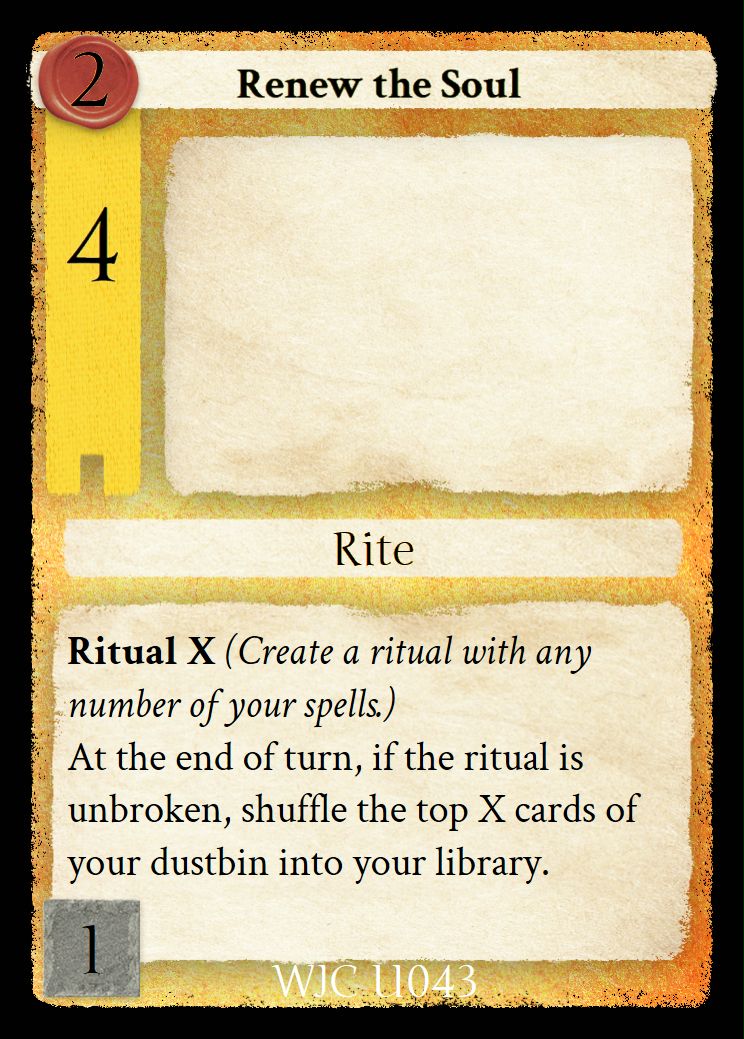 2
Renew the Soul
4
Rite
Ritual X (Create a ritual with any
number of your spells.)
At the end of turn, if the ritual is
unbroken, shuffle the top X cards of
your dustbin into your library.
1
WJC 11043